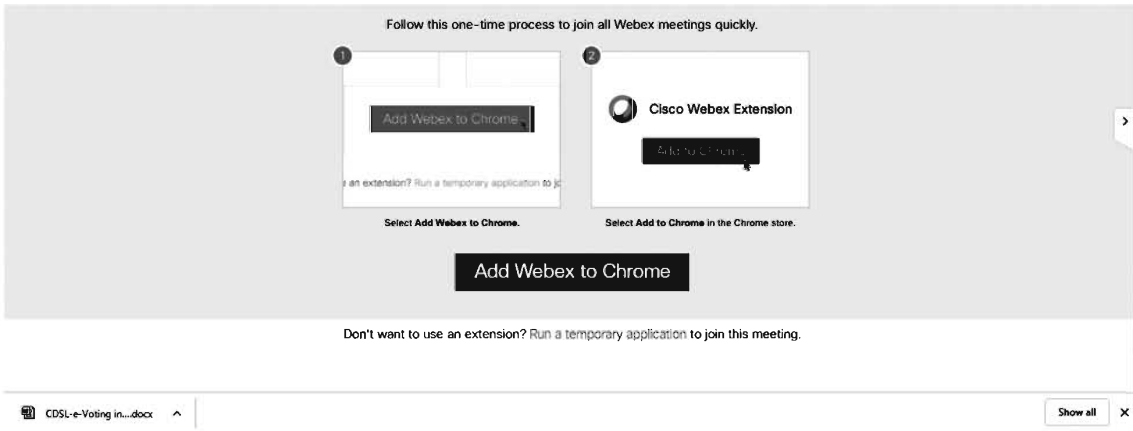 Follow this one-time process to join all Webex meetings quickly.
1
2
Add Webex to Chrome
Cisco Webex Extension
Add to Chrome
an extension? Run a temporary application to jo
Select Add Webex to Chrome.
Select Add to Chrome in the Chrome store.
Add Webex to Chrome
Don't want to use an extension? Run a temporary application to join this meeting.
CDSL-e-Voting in....docx
Show all